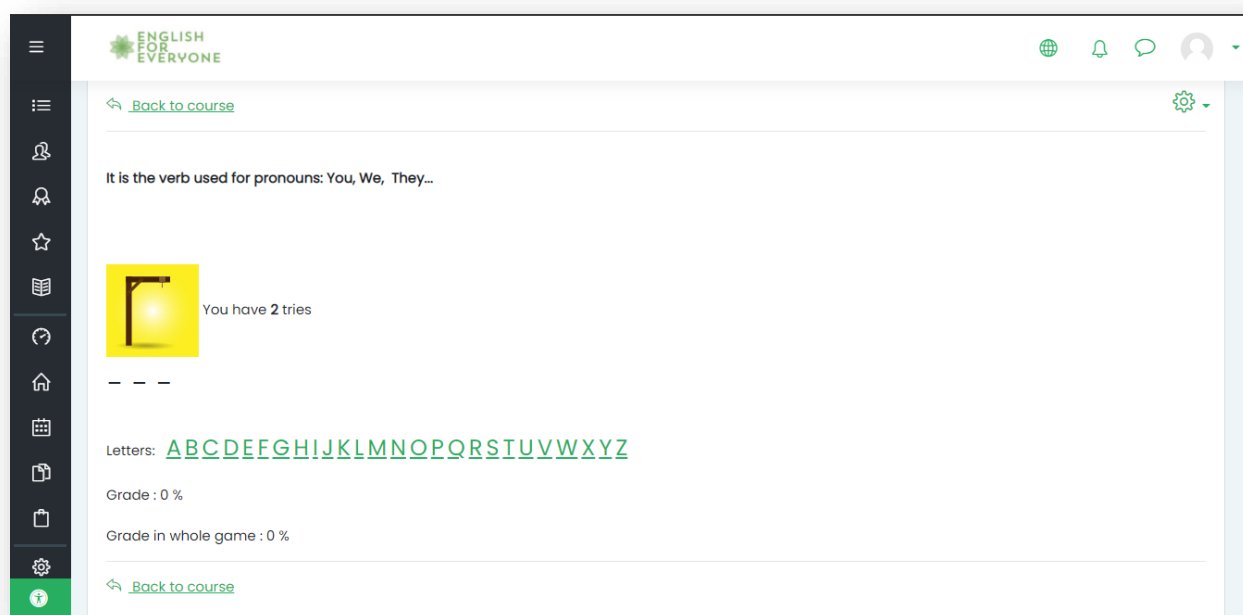 ENGLISH
FOR
EVERYONE
Back to course
It is the verb used for pronouns: You, We, They...
You have 2 tries
_ _ _
Letters: A B C D E F G H I J K L M N O P Q R S T U V W X Y Z
Grade : 0 %
Grade in whole game : 0 %
Back to course